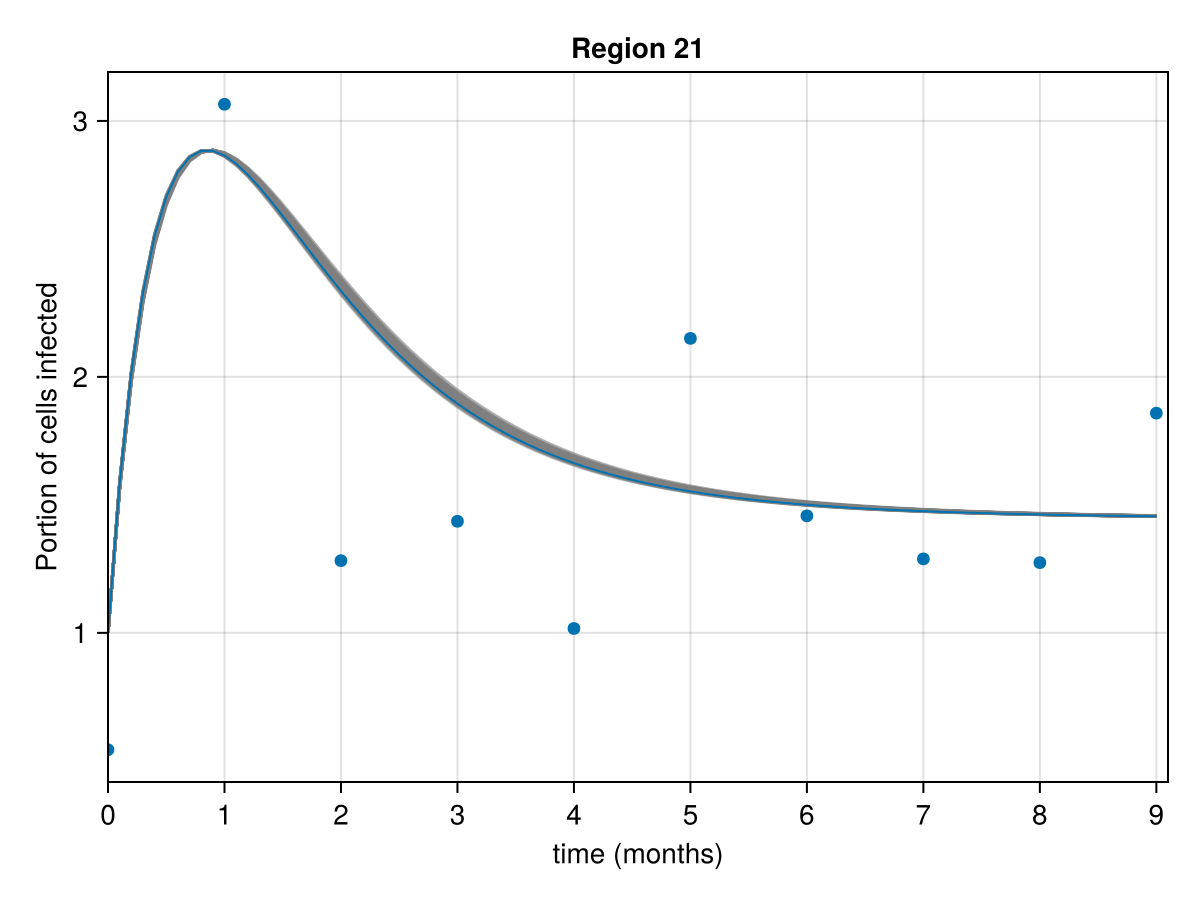 Region 21
3
2
1
Portion of cells infected
0 1 2 3 4 5 6 7 8 9
time (months)